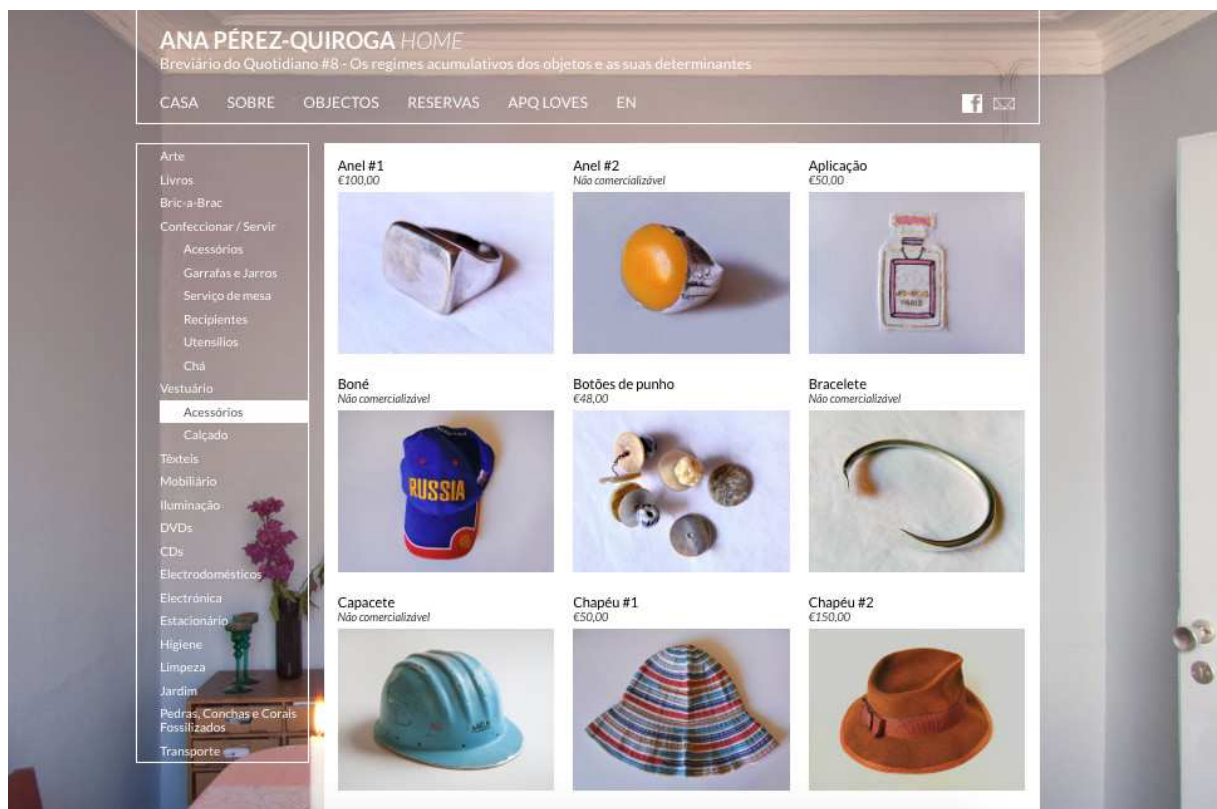 ANA PÉREZ-QUIROGA HOME
Breviário do Quotidiano #8 - Os regimes acumulativos dos objetos e as suas determinantes
CASA SOBRE OBJECTOS RESERVAS APQ LOVES EN
Arte
Livros
Bric-a-Brac
Confeccionar / Servir
Acessórios
Garrafas e Jarros
Serviço de mesa
Recipientes
Utensílios
Chá
Vestuário
Acessórios
Calçado
Têxteis
Mobiliário
Iluminação
DVDs
CDs
Electrodomésticos
Electrónica
Estacionário
Higiene
Limpeza
Jardim
Pedras, Conchas e Corais
Fossilizados
Transporte
Anel #1
€100,00
Anel #2
Não comercializável
Aplicação
€50,00
PARIS
Boné
Não comercializável
RUSSIA
Botões de punho
€48,00
Bracelete
Não comercializável
Capacete
Não comercializável
Chapéu #1
€50,00
Chapéu #2
€150,00